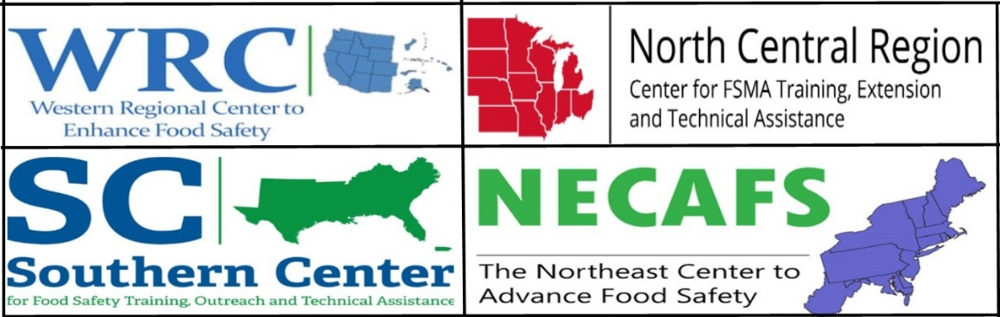 WRC
Western Regional Center to
Enhance Food Safety
North Central Region
Center for FSMA Training, Extension
and Technical Assistance
SC
Southern Center
for Food Safety Training, Outreach and Technical Assistance
NECAFS
The Northeast Center to
Advance Food Safety